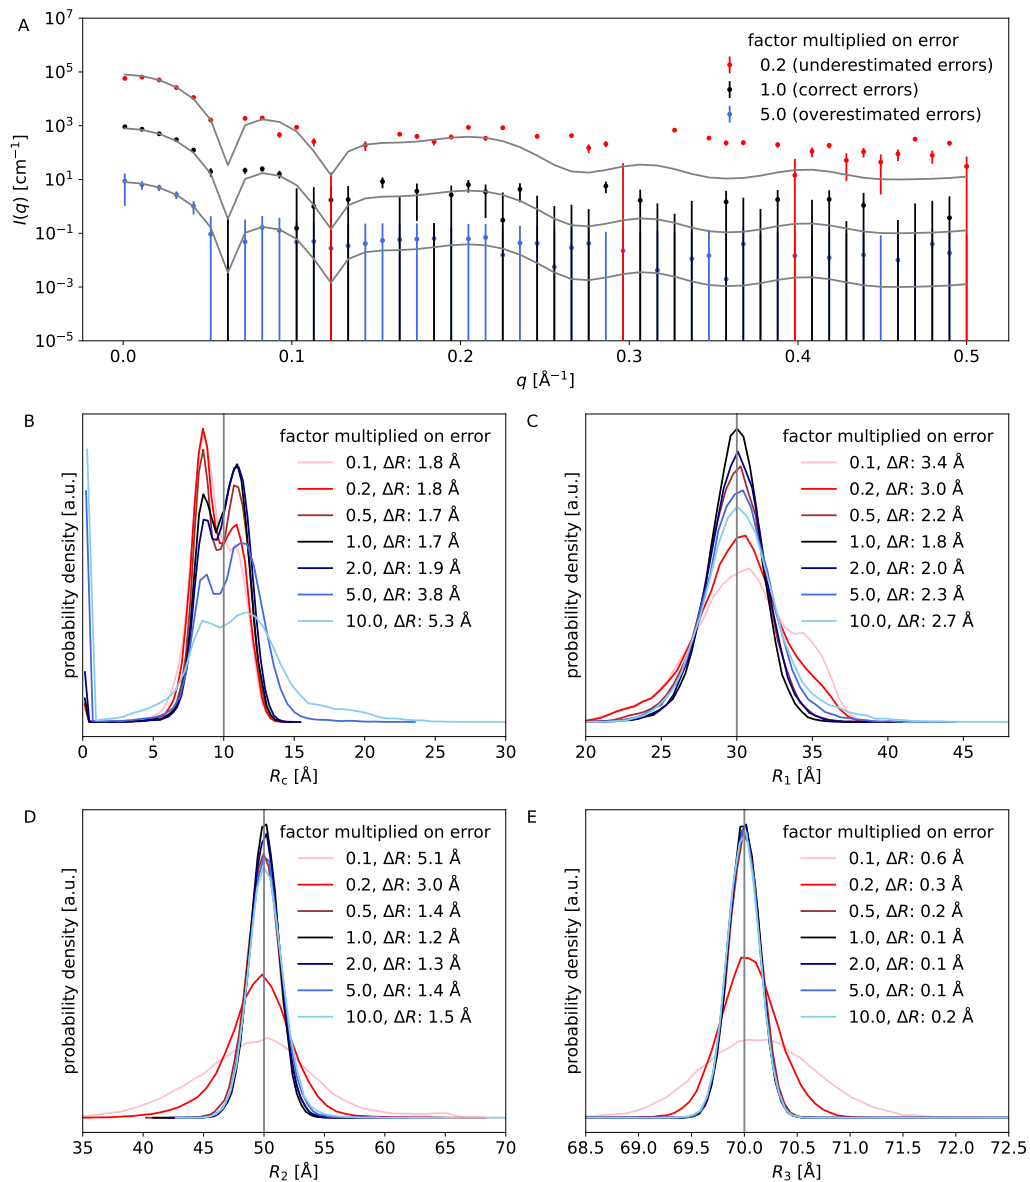 A
10⁷
10⁵
10³
10¹
10⁻¹
10⁻³
10⁻⁵
I(q) [cm⁻¹]
factor multiplied on error
0.2 (underestimated errors)
1.0 (correct errors)
5.0 (overestimated errors)
0.0 0.1 0.2 0.3 0.4 0.5
q [Å⁻¹]
B
probability density [a.u.]
factor multiplied on error
0.1, ΔR: 1.8 Å
0.2, ΔR: 1.8 Å
0.5, ΔR: 1.7 Å
1.0, ΔR: 1.7 Å
2.0, ΔR: 1.9 Å
5.0, ΔR: 3.8 Å
10.0, ΔR: 5.3 Å
0 5 10 15 20 25 30
R_c [Å]
C
probability density [a.u.]
factor multiplied on error
0.1, ΔR: 3.4 Å
0.2, ΔR: 3.0 Å
0.5, ΔR: 2.2 Å
1.0, ΔR: 1.8 Å
2.0, ΔR: 2.0 Å
5.0, ΔR: 2.3 Å
10.0, ΔR: 2.7 Å
20 25 30 35 40 45
R₁ [Å]
D
probability density [a.u.]
factor multiplied on error
0.1, ΔR: 5.1 Å
0.2, ΔR: 3.0 Å
0.5, ΔR: 1.4 Å
1.0, ΔR: 1.2 Å
2.0, ΔR: 1.3 Å
5.0, ΔR: 1.4 Å
10.0, ΔR: 1.5 Å
35 40 45 50 55 60 65 70
R₂ [Å]
E
probability density [a.u.]
factor multiplied on error
0.1, ΔR: 0.6 Å
0.2, ΔR: 0.3 Å
0.5, ΔR: 0.2 Å
1.0, ΔR: 0.1 Å
2.0, ΔR: 0.1 Å
5.0, ΔR: 0.1 Å
10.0, ΔR: 0.2 Å
68.5 69.0 69.5 70.0 70.5 71.0 71.5 72.0 72.5
R₃ [Å]